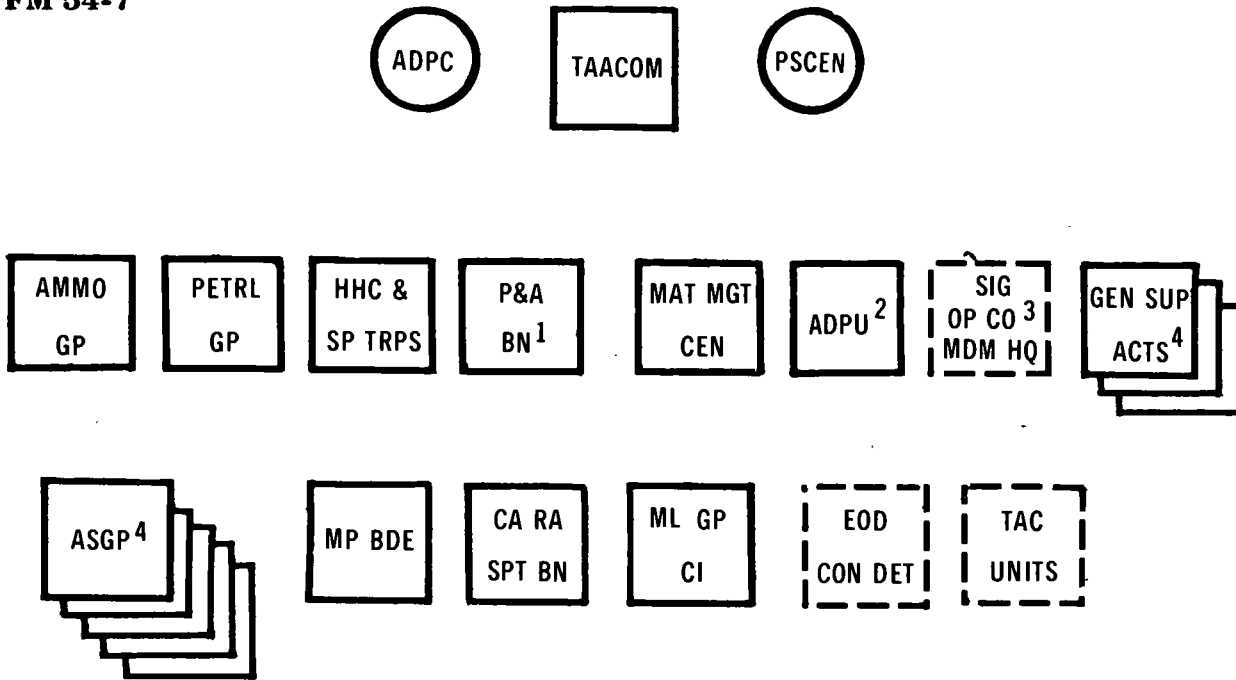 FM 54-7
ADPC
TAACOM
PSCEN
AMMO
GP
PETRL
GP
HHC &
SP TRPS
P&A
BN¹
MAT MGT
CEN
ADPU²
SIG
OP CO³
MDM HQ
GEN SUP
ACTS⁴
ASGP⁴
MP BDE
CA RA
SPT BN
ML GP
CI
EOD
CON DET
TAC
UNITS